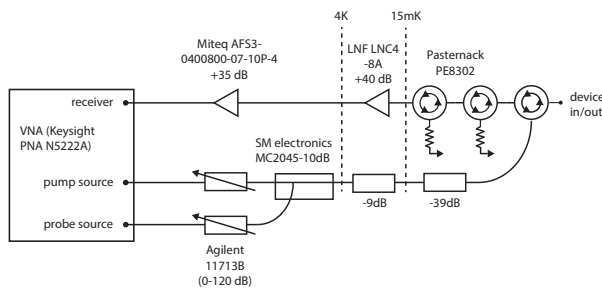 4K
15mK
Miteq AFS3-
0400800-07-10P-4
+35 dB
LNF LNC4
-8A
+40 dB
Pasternack
PE8302
receiver
device
in/out
VNA (Keysight
PNA N5222A)
SM electronics
MC2045-10dB
pump source
-9dB
-39dB
probe source
Agilent
11713B
(0-120 dB)